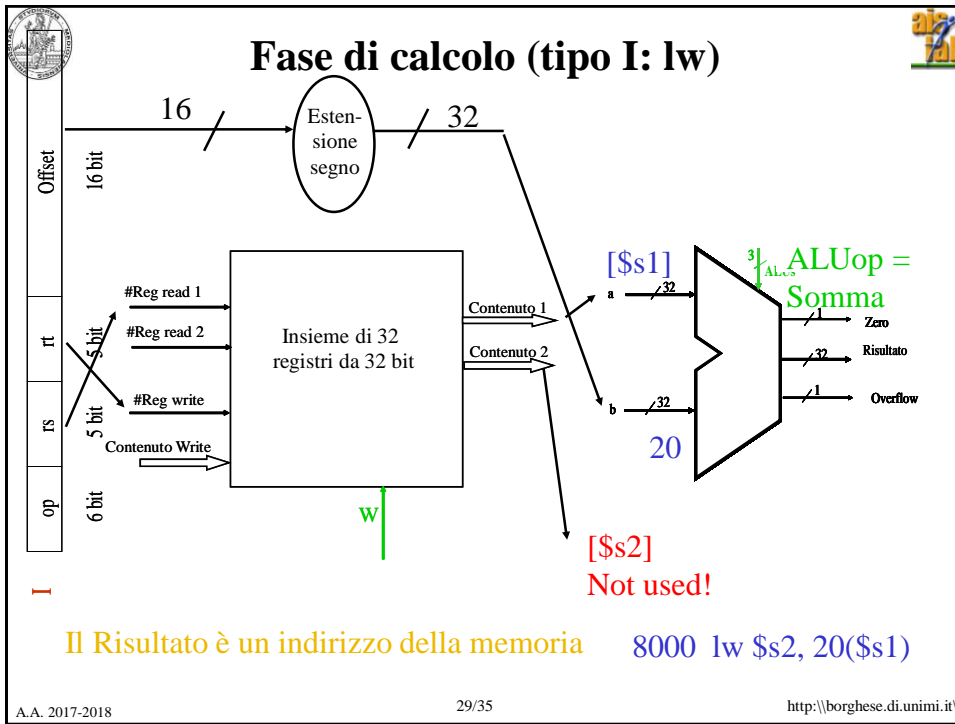 Fase di calcolo (tipo I: lw)
16
Esten-
sione
segno
32
Offset
16 bit
rt
5 bit
rs
5 bit
op
6 bit
I
#Reg read 1
#Reg read 2
#Reg write
Contenuto Write
Insieme di 32
registri da 32 bit
w
Contenuto 1
Contenuto 2
[$s1]
a
32
b
32
20
3
ALUop =
Somma
1
Zero
32
Risultato
1
Overflow
[$s2]
Not used!
Il Risultato è un indirizzo della memoria
8000 lw $s2, 20($s1)
A.A. 2017-2018
29/35
http:\\borghese.di.unimi.it\